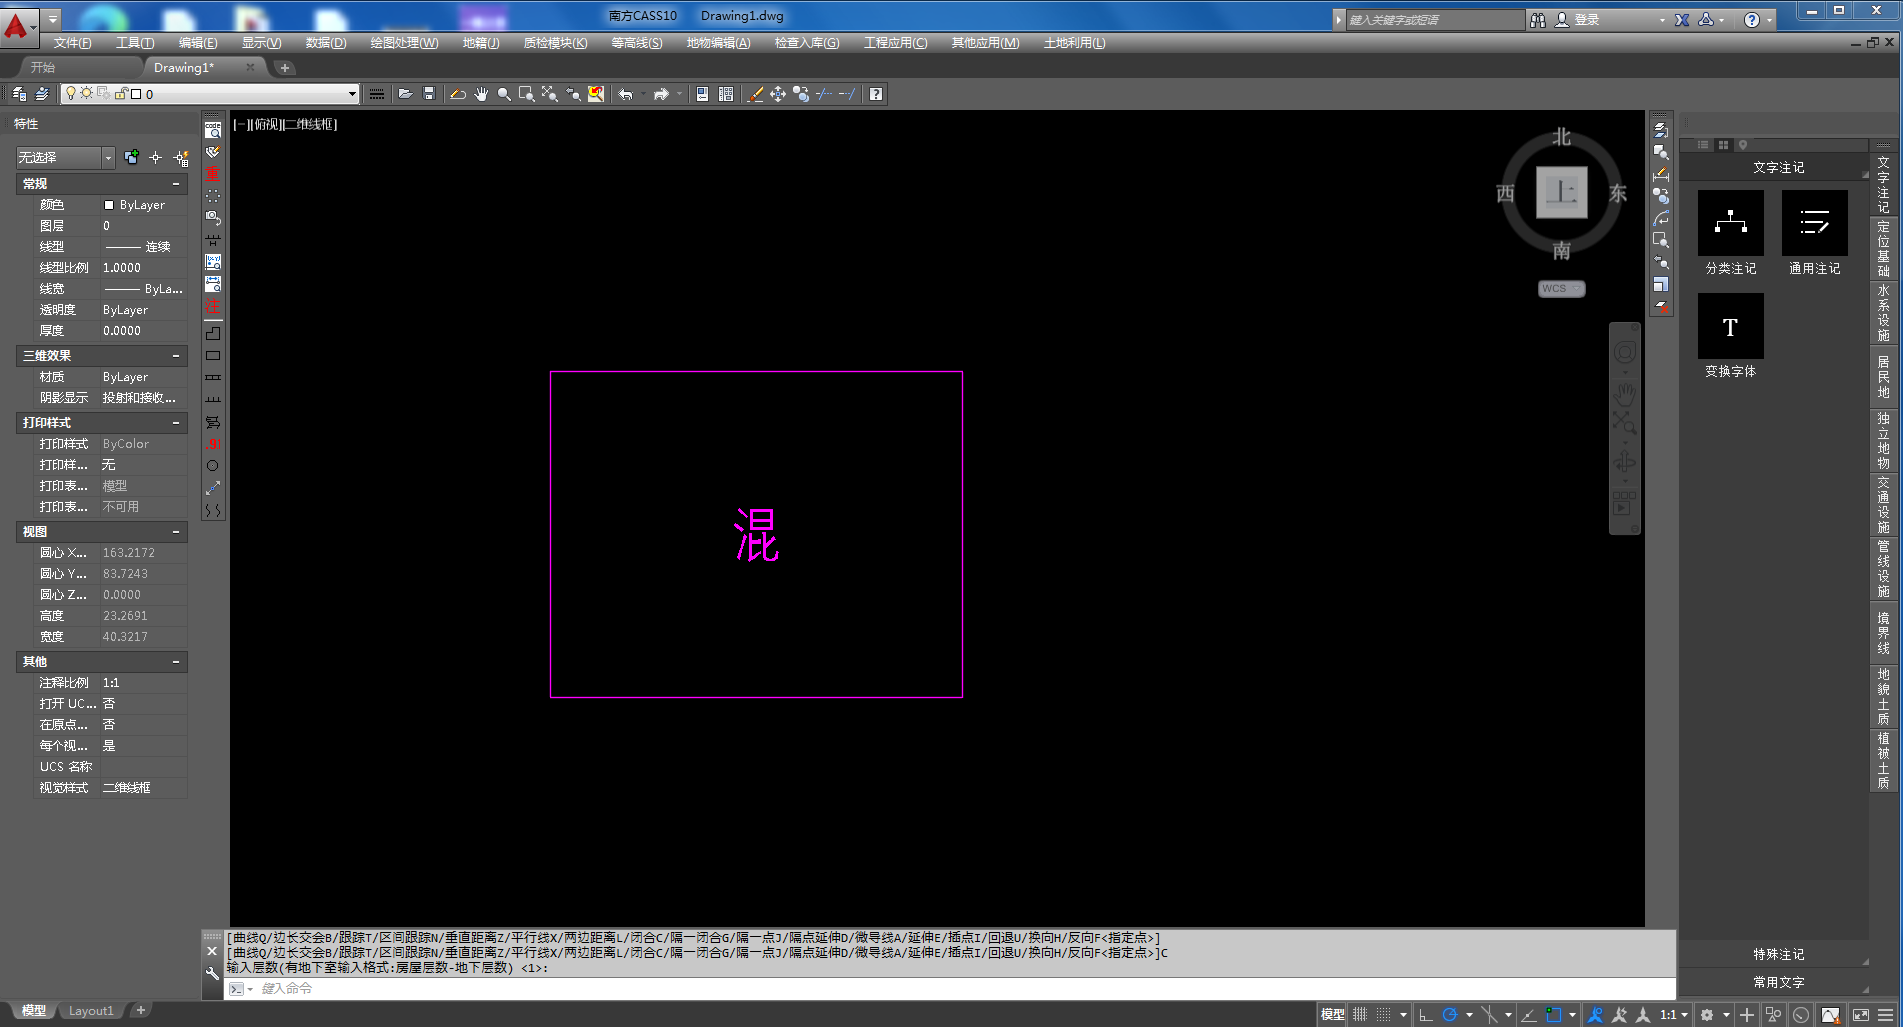 南方CASS10 Drawing1.dwg
键入关键字或短语
登录
文件(F) 工具(T) 编辑(E) 显示(V) 数据(D) 绘图处理(W) 地籍(J) 质检模块(K) 等高线(S) 地物编辑(A) 检查入库(G) 工程应用(C) 其他应用(M) 土地利用(L)
开始 Drawing1*
0
特性
无选择
常规
颜色 ByLayer
图层 0
线型 连续
线型比例 1.0000
线宽 ByLa...
透明度 ByLayer
厚度 0.0000
三维效果
材质 ByLayer
阴影显示 投射和接收...
打印样式
打印样式 ByColor
打印样... 无
打印表... 模型
打印表... 不可用
视图
圆心 X... 163.2172
圆心 Y... 83.7243
圆心 Z... 0.0000
高度 23.2691
宽度 40.3217
其他
注释比例 1:1
打开 UC... 否
在原点... 否
每个视... 是
UCS 名称
视觉样式 二维线框
code
重
注
.9!
[−][俯视][二维线框]
混
北
西 上 东
南
WCS
文字注记
分类注记 通用注记
T
变换字体
特殊注记
常用文字
文字注记
定位基础
水系设施
居民地
独立地物
交通设施
管线设施
境界线
地貌土质
植被土质
[曲线Q/边长交会B/跟踪T/区间跟踪N/垂直距离Z/平行线X/两边距离L/闭合C/隔一闭合G/隔一点J/隔点延伸D/微导线A/延伸E/插点I/回退U/换向H/反向F<指定点>]
[曲线Q/边长交会B/跟踪T/区间跟踪N/垂直距离Z/平行线X/两边距离L/闭合C/隔一闭合G/隔一点J/隔点延伸D/微导线A/延伸E/插点I/回退U/换向H/反向F<指定点>]C
输入层数(有地下室输入格式:房屋层数-地下层数) <1>:
键入命令
模型 Layout1
模型 1:1